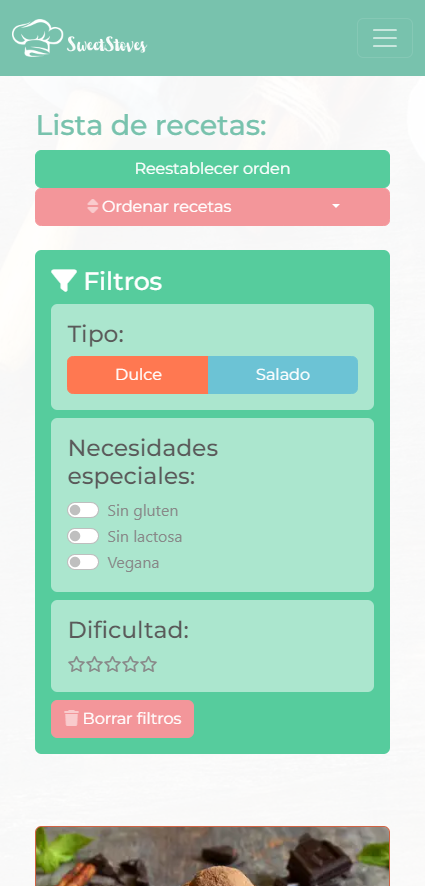 SweetStoves
Lista de recetas:
Reestablecer orden
Ordenar recetas
Filtros
Tipo:
Dulce
Salado
Necesidades
especiales:
Sin gluten
Sin lactosa
Vegana
Dificultad:
Borrar filtros